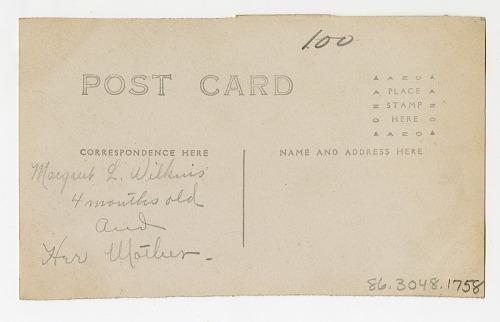 100
POST CARD
AZO
PLACE
STAMP
HERE
AZO
CORRESPONDENCE HERE
NAME AND ADDRESS HERE
Margaret L. Wilkins
4 months old
and
Her Mother -
86.3048.1758